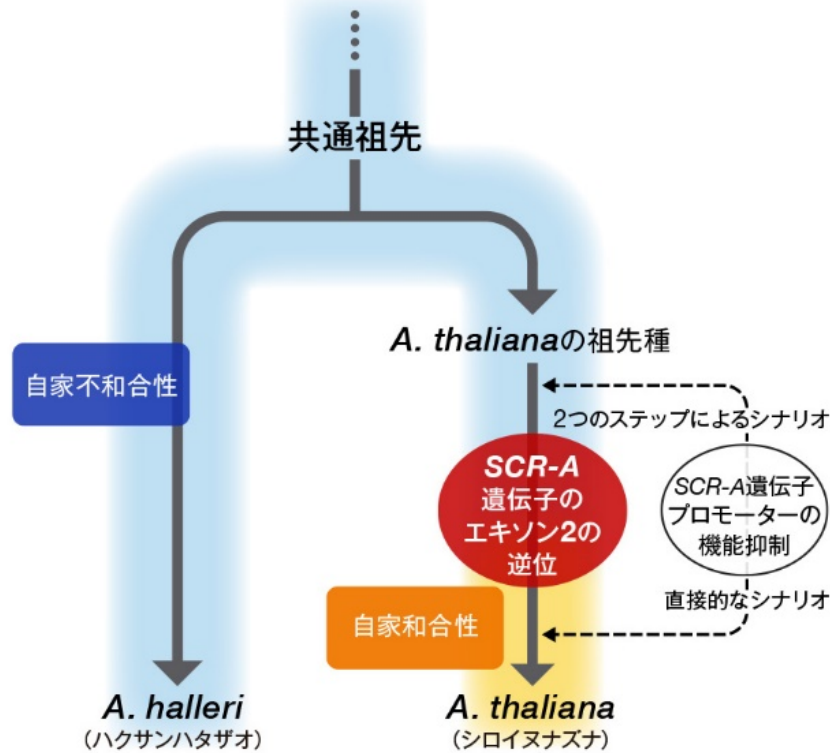 共通祖先
A. thalianaの祖先種
自家不和合性
2つのステップによるシナリオ
SCR-A
遺伝子の
エキソン2の
逆位
SCR-A遺伝子
プロモーターの
機能抑制
直接的なシナリオ
自家和合性
A. halleri
(ハクサンハタザオ)
A. thaliana
(シロイヌナズナ)